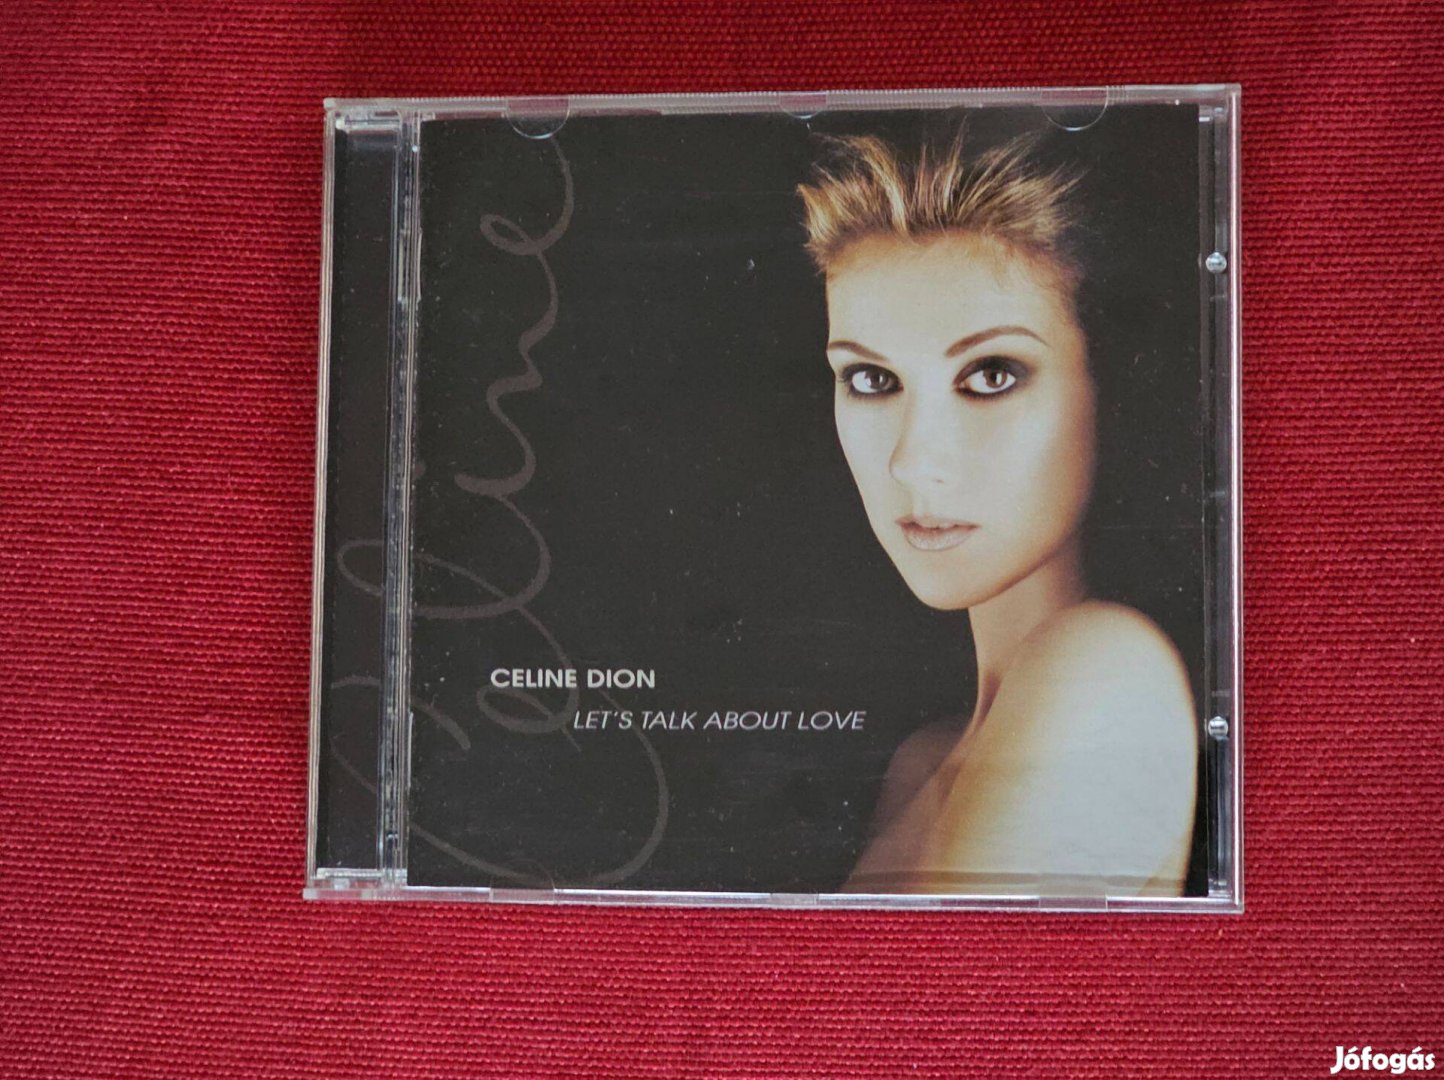 Celine
CELINE DION
LET'S TALK ABOUT LOVE
Jófogás